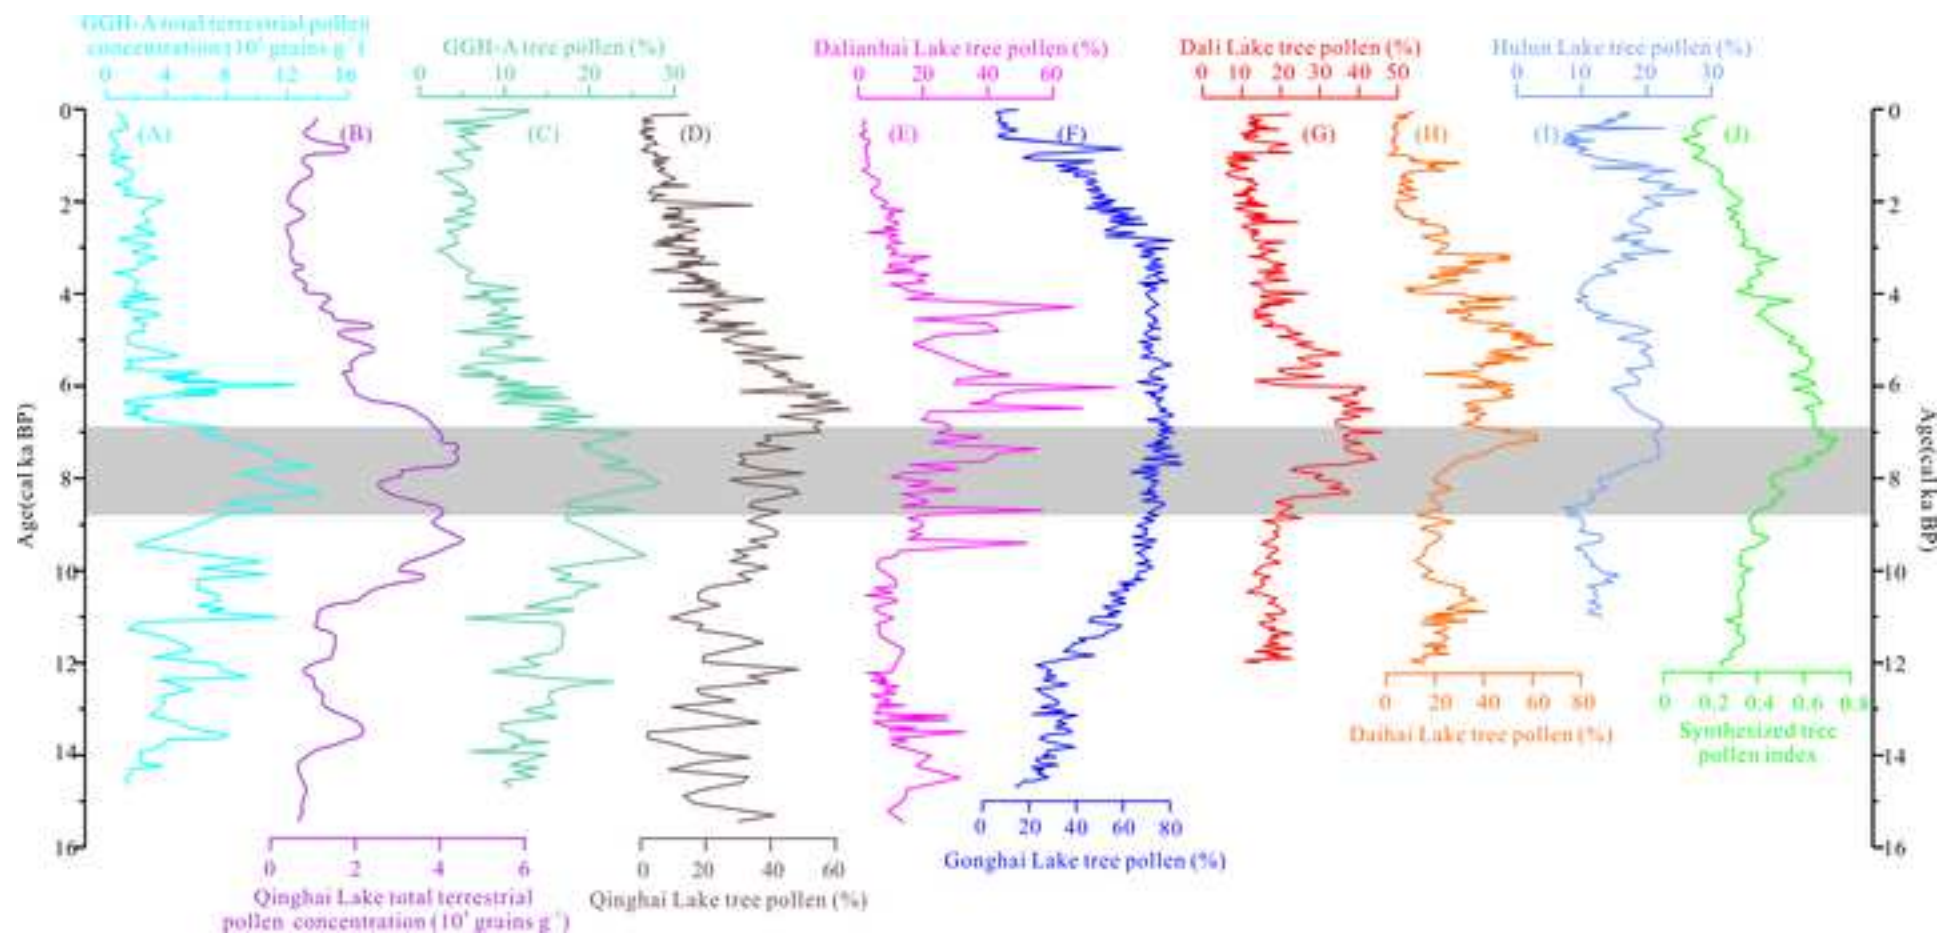 GGH-A total terrestrial pollen
concentration (10³ grains g⁻¹)
0 4 8 12 16
GGH-A tree pollen (%)
0 10 20 30
Dalianhai Lake tree pollen (%)
0 20 40 60
Dali Lake tree pollen (%)
0 10 20 30 40 50
Hulun Lake tree pollen (%)
0 10 20 30
(A) (B) (C) (D) (E) (F) (G) (H) (I) (J)
Age(cal ka BP)
0
2
4
6
8
10
12
14
16
Age(cal ka BP)
0
2
4
6
8
10
12
14
16
0 20 40 60 80
Daihai Lake tree pollen (%)
0 0.2 0.4 0.6 0.8
Synthesized tree
pollen index
0 20 40 60 80
Gonghai Lake tree pollen (%)
0 2 4 6
Qinghai Lake total terrestrial
pollen concentration (10⁴ grains g⁻¹)
0 20 40 60
Qinghai Lake tree pollen (%)